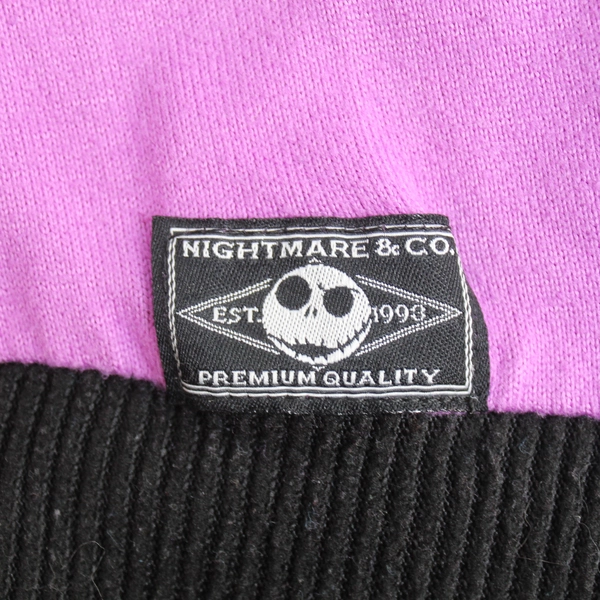 NIGHTMARE & CO.
EST. 1993
PREMIUM QUALITY